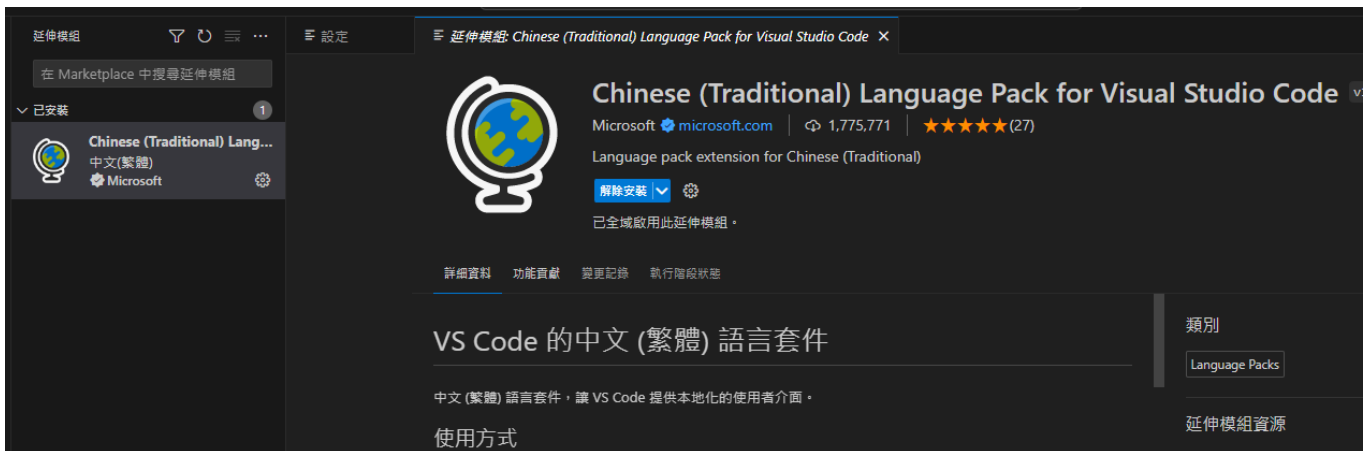 延伸模組
設定
延伸模組: Chinese (Traditional) Language Pack for Visual Studio Code
在 Marketplace 中搜尋延伸模組
已安裝
1
Chinese (Traditional) Lang...
中文(繁體)
Microsoft
Chinese (Traditional) Language Pack for Visual Studio Code
Microsoft microsoft.com 1,775,771 (27)
Language pack extension for Chinese (Traditional)
解除安裝
已全域啟用此延伸模組。
詳細資料 功能貢獻 變更記錄 執行階段狀態
VS Code 的中文 (繁體) 語言套件
中文 (繁體) 語言套件，讓 VS Code 提供本地化的使用者介面。
使用方式
類別
Language Packs
延伸模組資源